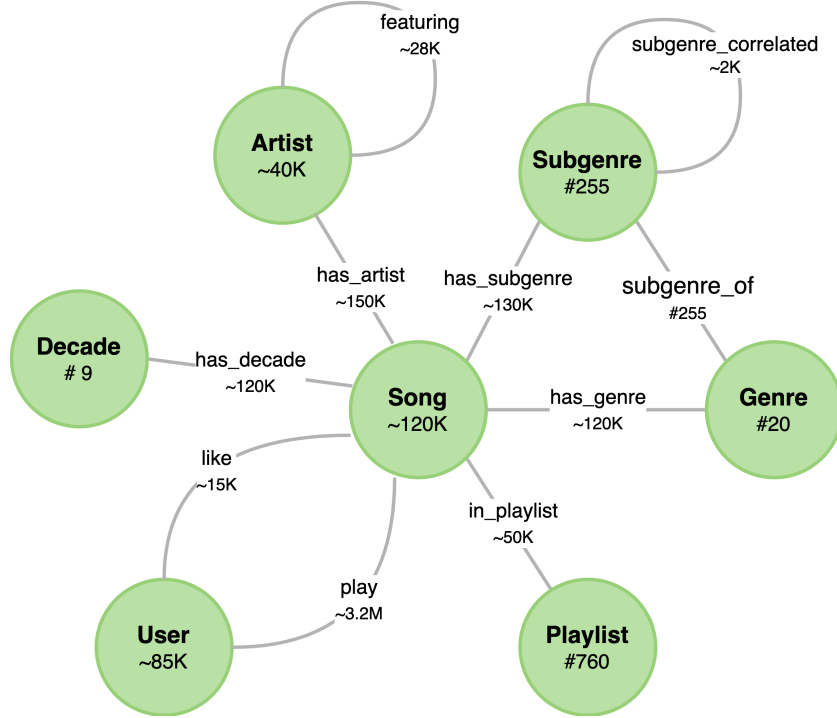 featuring
~28K
subgenre_correlated
~2K
Artist
~40K
Subgenre
#255
has_artist
~150K
has_subgenre
~130K
subgenre_of
#255
Decade
# 9
has_decade
~120K
Song
~120K
has_genre
~120K
Genre
#20
like
~15K
in_playlist
~50K
play
~3.2M
User
~85K
Playlist
#760